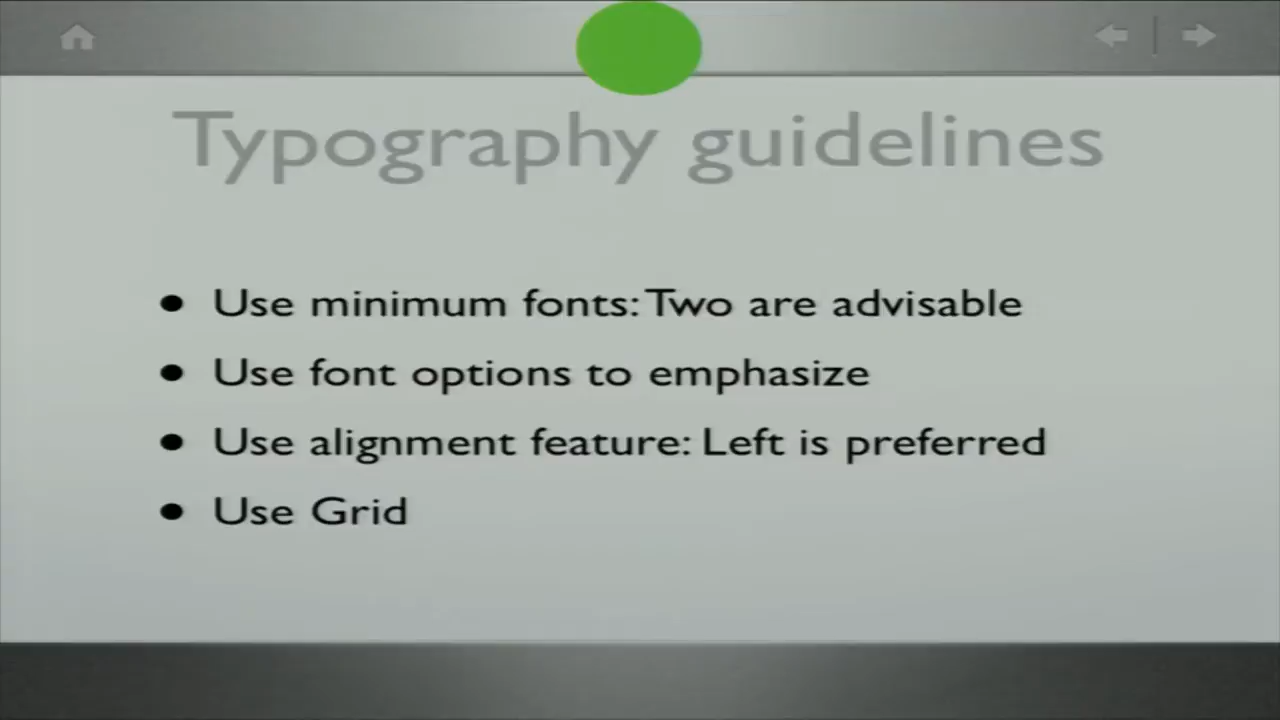 Typography guidelines
● Use minimum fonts: Two are advisable
● Use font options to emphasize
● Use alignment feature: Left is preferred
● Use Grid